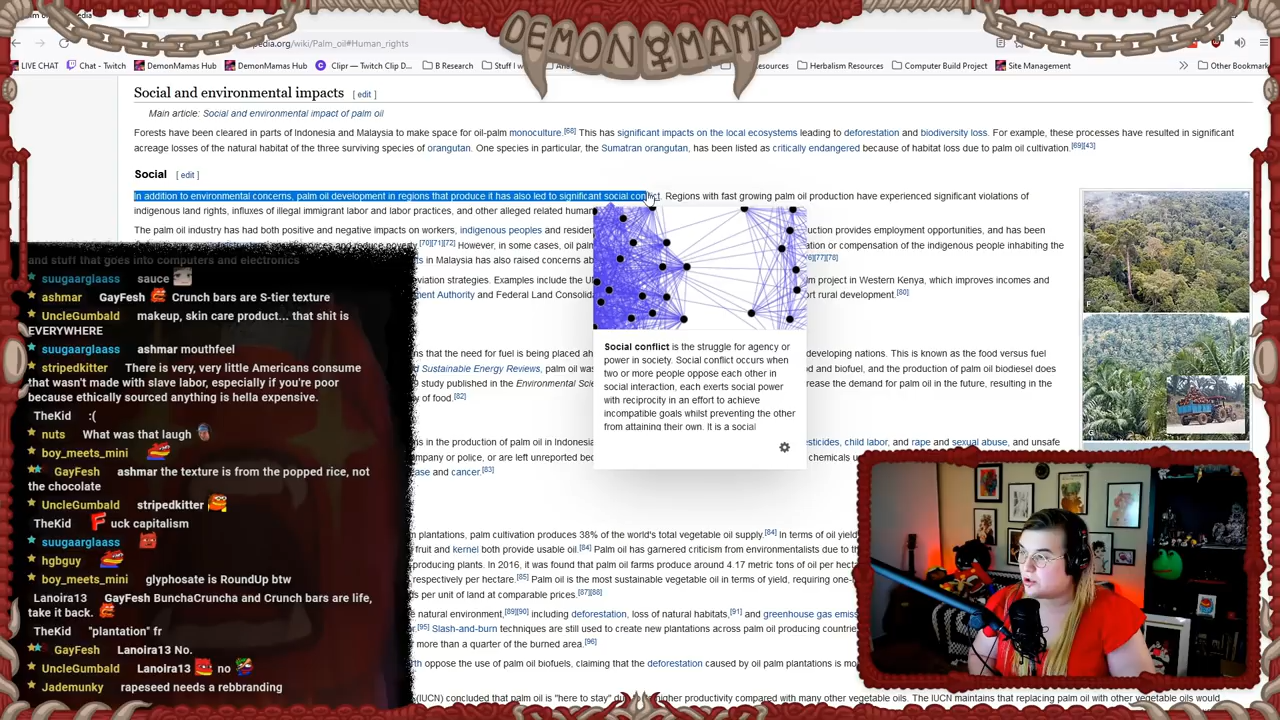 DEMON MAMA
pedia.org/wiki/Palm_oil#Human_rights
LIVE CHAT
Chat - Twitch
DemonMamas Hub
DemonMamas Hub
Clipr — Twitch Clip D...
B Research
Stuff I w
Herbalism Resources
Computer Build Project
Site Management
Other Bookmark
Social and environmental impacts [ edit ]
Main article: Social and environmental impact of palm oil
Forests have been cleared in parts of Indonesia and Malaysia to make space for oil-palm monoculture.[68] This has significant impacts on the local ecosystems leading to deforestation and biodiversity loss. For example, these processes have resulted in significant
acreage losses of the natural habitat of the three surviving species of orangutan. One species in particular, the Sumatran orangutan, has been listed as critically endangered because of habitat loss due to palm oil cultivation.[69][43]
Social [ edit ]
In addition to environmental concerns, palm oil development in regions that produce it has also led to significant social conflict. Regions with fast growing palm oil production have experienced significant violations of
indigenous land rights, influxes of illegal immigrant labor and labor practices, and other alleged related human
The palm oil industry has had both positive and negative impacts on workers, indigenous peoples and residen
uction provides employment opportunities, and has been
and reduce poverty.[70][71][72] However, in some cases, oil palm
ation or compensation of the indigenous people inhabiting the
s in Malaysia has also raised concerns ab
[77][78]
eviation strategies. Examples include the U
m project in Western Kenya, which improves incomes and
ment Authority and Federal Land Consolida
ort rural development.[80]
Social conflict is the struggle for agency or
power in society. Social conflict occurs when
two or more people oppose each other in
social interaction, each exerts social power
with reciprocity in an effort to achieve
incompatible goals whilst preventing the other
from attaining their own. It is a social
ns that the need for fuel is being placed ah
developing nations. This is known as the food versus fuel
d Sustainable Energy Reviews, palm oil was
d and biofuel, and the production of palm oil biodiesel does
study published in the Environmental Scie
rease the demand for palm oil in the future, resulting in the
y of food.[82]
ns in the production of palm oil in Indonesi
esticides, child labor, and rape and sexual abuse, and unsafe
mpany or police, or are left unreported bec
chemicals u
ase and cancer.[83]
plantations, palm cultivation produces 38% of the world's total vegetable oil supply.[84] In terms of oil yield
fruit and kernel both provide usable oil.[84] Palm oil has garnered criticism from environmentalists due to th
producing plants. In 2016, it was found that palm oil farms produce around 4.17 metric tons of oil per hecta
respectively per hectare.[85] Palm oil is the most sustainable vegetable oil in terms of yield, requiring one-
s per unit of land at comparable prices.[87][88]
e natural environment,[89][90] including deforestation, loss of natural habitats,[91] and greenhouse gas emiss
[95] Slash-and-burn techniques are still used to create new plantations across palm oil producing countrie
more than a quarter of the burned area.[96]
th oppose the use of palm oil biofuels, claiming that the deforestation caused by oil palm plantations is mo
(IUCN) concluded that palm oil is "here to stay" du
higher productivity compared with many other vegetable oils. The IUCN maintains that replacing palm oil with other vegetable oils would
F
G
and stuff that goes into computers and electronics
suugaarglaass sauce
ashmar GayFesh Crunch bars are S-tier texture
UncleGumbald makeup, skin care product... that shit is
EVERYWHERE
suugaarglaass ashmar mouthfeel
stripedkitter There is very, very little Americans consume
that wasn't made with slave labor, especially if you're poor
because ethically sourced anything is hella expensive.
TheKid :(
nuts What was that laugh
boy_meets_mini
GayFesh ashmar the texture is from the popped rice, not
the chocolate
UncleGumbald stripedkitter
TheKid F uck capitalism
suugaarglaass
hgbguy
boy_meets_mini glyphosate is RoundUp btw
Lanoira13 GayFesh BunchaCruncha and Crunch bars are life,
take it back.
TheKid "plantation" fr
GayFesh Lanoira13 No.
UncleGumbald Lanoira13 no
Jademunky rapeseed needs a rebbranding